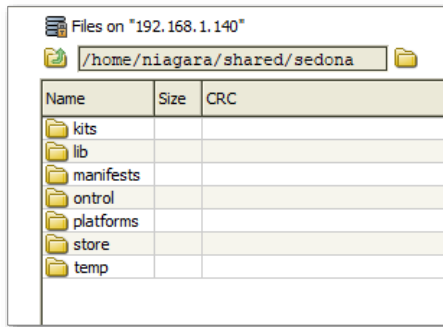 Files on "192.168.1.140"
/home/niagara/shared/sedona
Name Size CRC
kits
lib
manifests
ontrol
platforms
store
temp